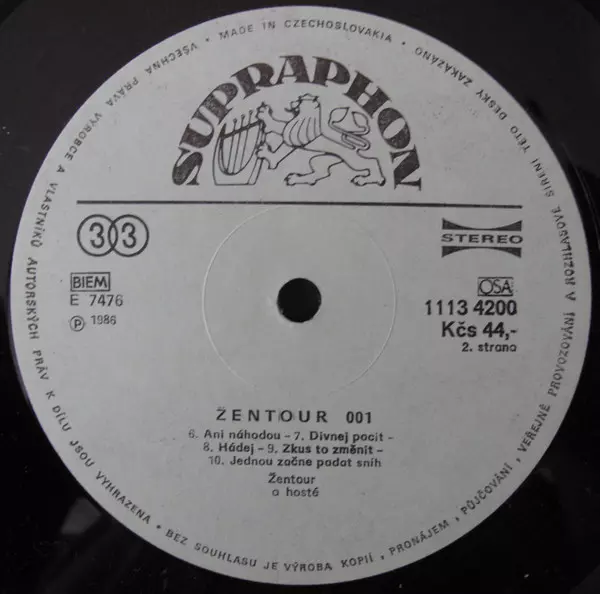 VŠECHNA PRÁVA VÝROBCE A VLASTNÍKŮ AUTORSKÝCH PRÁV K DÍLU JSOU VYHRAZENA • BEZ SOUHLASU JE VÝROBA KOPIÍ, PRONÁJEM, PŮJČOVÁNÍ, VEŘEJNÉ PROVOZOVÁNÍ A ROZHLASOVÉ ŠÍŘENÍ TÉTO DESKY ZAKÁZÁNO • MADE IN CZECHOSLOVAKIA •
SUPRAPHON
33
STEREO
BIEM
E 7476
Ⓟ 1986
OSA
1113 4200
Kčs 44,-
2. strana
ŽENTOUR 001
6. Ani náhodou – 7. Divnej pocit –
8. Hádej – 9. Zkus to změnit –
10. Jednou začne padat sníh
Žentour
a hosté